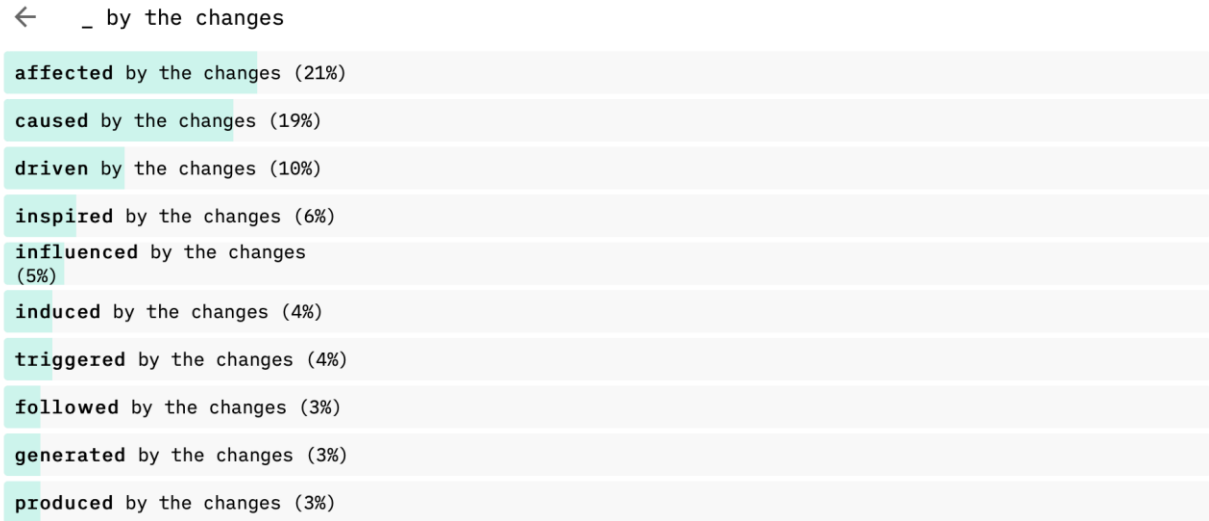 ← _ by the changes
affected by the changes (21%)
caused by the changes (19%)
driven by the changes (10%)
inspired by the changes (6%)
influenced by the changes
(5%)
induced by the changes (4%)
triggered by the changes (4%)
followed by the changes (3%)
generated by the changes (3%)
produced by the changes (3%)